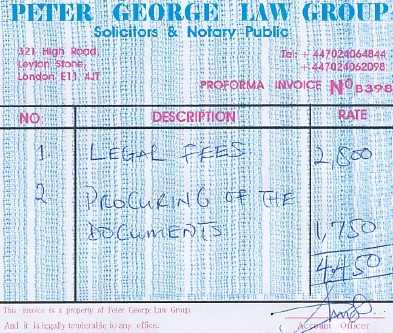 PETER GEORGE LAW GROUP
Solicitors & Notary Public
321 High Road,
Leyton Stone,
London E11 4JT
Tel: + 447024064844
+ 447024062098
PROFORMA - INVOICE Nº B398
NO. DESCRIPTION RATE
1 LEGAL FEES 2,800
2 PROCURING OF THE
DOCUMENTS 1,750
4,450
This invoice is a property of Peter George Law Group
And it is legally tenderable to any office.
Account Officer